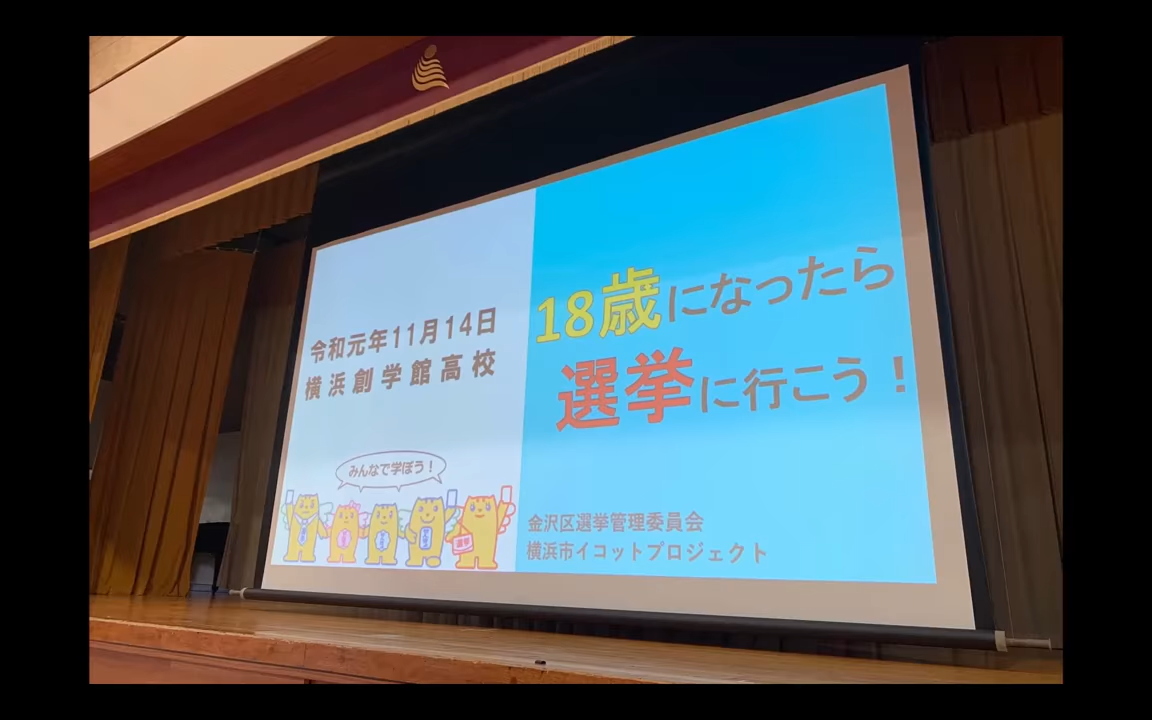 令和元年11月14日
横浜創学館高校
みんなで学ぼう！
18歳になったら
選挙に行こう！
金沢区選挙管理委員会
横浜市イコットプロジェクト